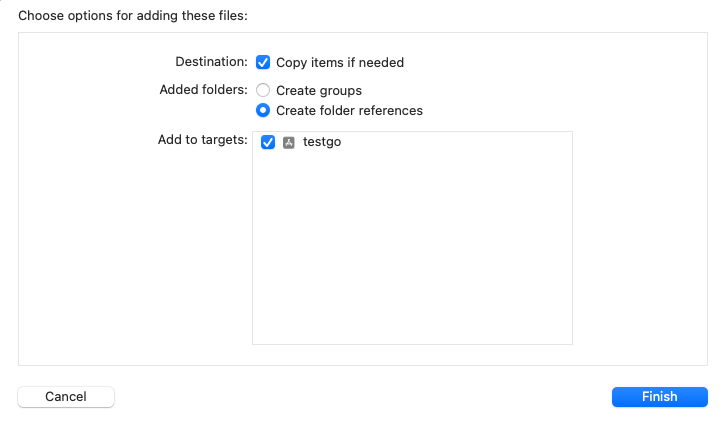 Choose options for adding these files:
Destination: Copy items if needed
Added folders: Create groups
Create folder references
Add to targets: testgo
Cancel Finish